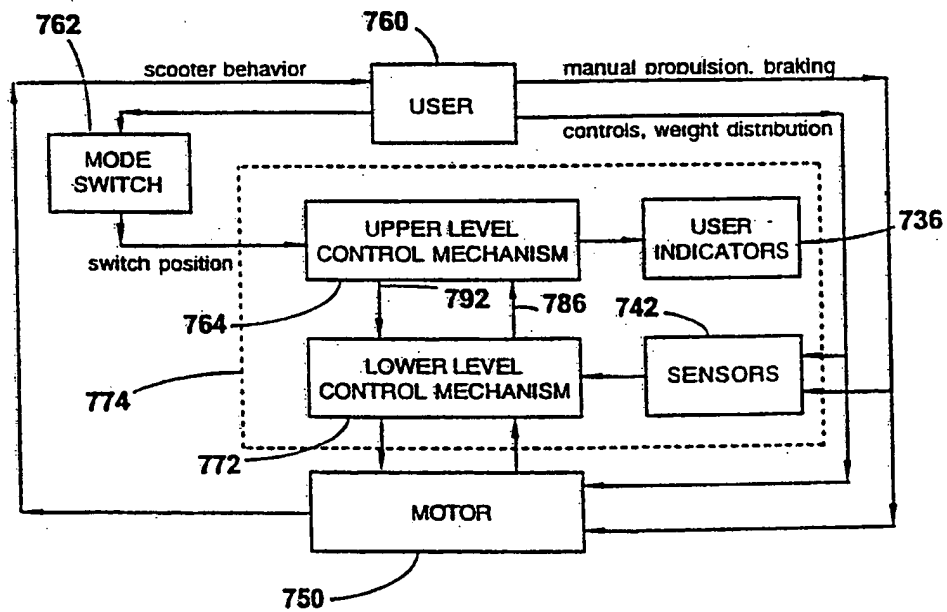 762
760
scooter behavior
manual propulsion, braking
USER
controls, weight distribution
MODE
SWITCH
UPPER LEVEL
CONTROL MECHANISM
USER
INDICATORS
736
switch position
792
786
742
764
LOWER LEVEL
CONTROL MECHANISM
SENSORS
774
772
MOTOR
750